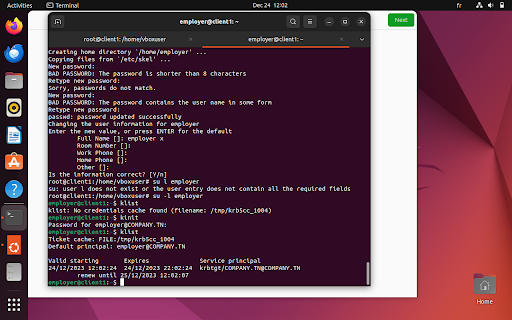 Activities
Terminal
Dec 24 12:02
fr
employer@client1: ~
Next
root@client1: /home/vboxuser
employer@client1: ~
Creating home directory `/home/employer' ...
Copying files from `/etc/skel' ...
New password:
BAD PASSWORD: The password is shorter than 8 characters
Retype new password:
Sorry, passwords do not match.
New password:
BAD PASSWORD: The password contains the user name in some form
Retype new password:
passwd: password updated successfully
Changing the user information for employer
Enter the new value, or press ENTER for the default
Full Name []: employer x
Room Number []:
Work Phone []:
Home Phone []:
Other []:
Is the information correct? [Y/n]
root@client1:/home/vboxuser# su l employer
su: user l does not exist or the user entry does not contain all the required fields
root@client1:/home/vboxuser# su -l employer
employer@client1:~$ klist
klist: No credentials cache found (filename: /tmp/krb5cc_1004)
employer@client1:~$ kinit
Password for employer@COMPANY.TN:
employer@client1:~$ klist
Ticket cache: FILE:/tmp/krb5cc_1004
Default principal: employer@COMPANY.TN
Valid starting Expires Service principal
24/12/2023 12:02:24 24/12/2023 22:02:24 krbtgt/COMPANY.TN@COMPANY.TN
renew until 25/12/2023 12:02:07
employer@client1:~$
Home